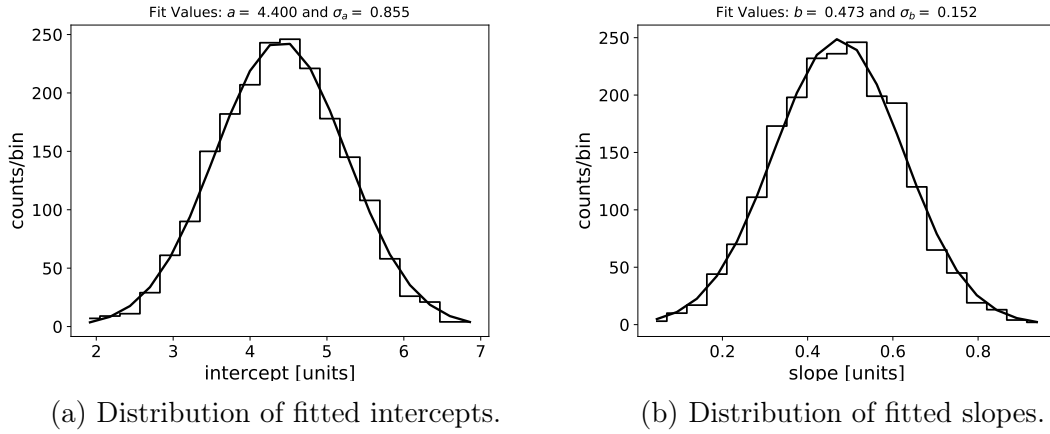 Fit Values: a = 4.400 and σₐ = 0.855
counts/bin
250
200
150
100
50
0
2 3 4 5 6 7
intercept [units]
(a) Distribution of fitted intercepts.
Fit Values: b = 0.473 and σ_b = 0.152
counts/bin
250
200
150
100
50
0
0.2 0.4 0.6 0.8
slope [units]
(b) Distribution of fitted slopes.